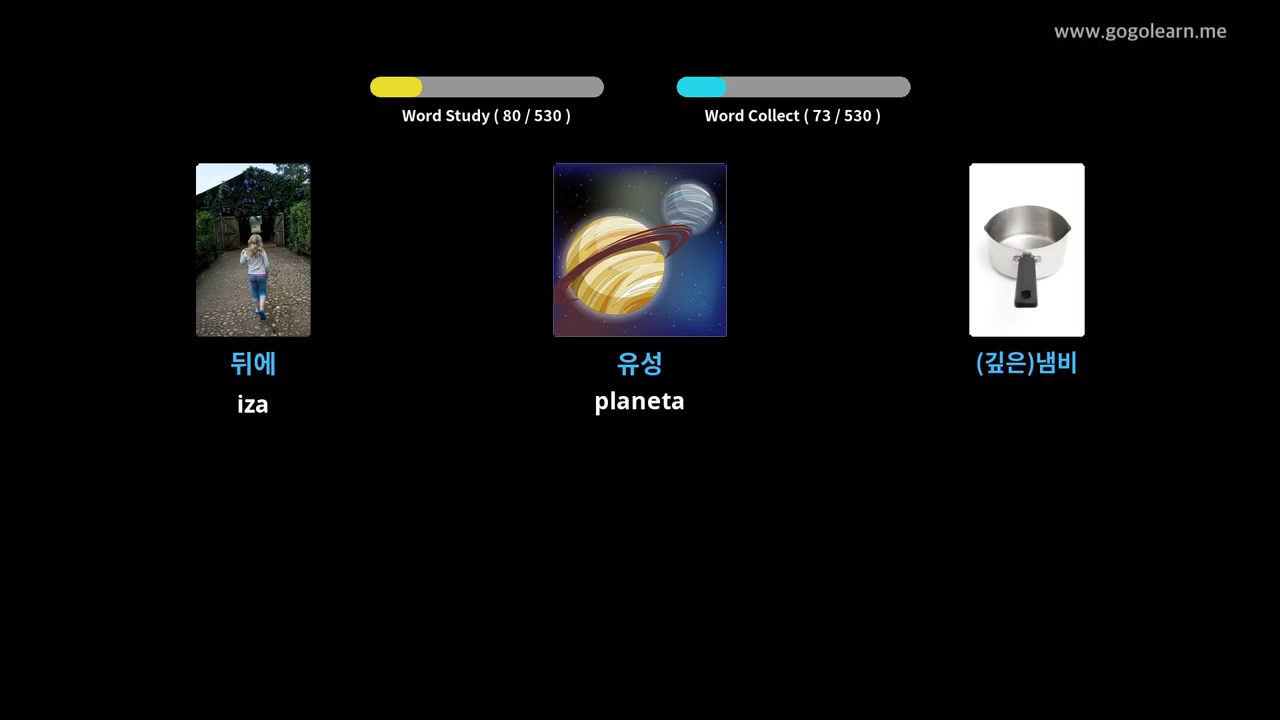 www.gogolearn.me
Word Study ( 80 / 530 )
Word Collect ( 73 / 530 )
뒤에
iza
유성
planeta
(깊은)냄비